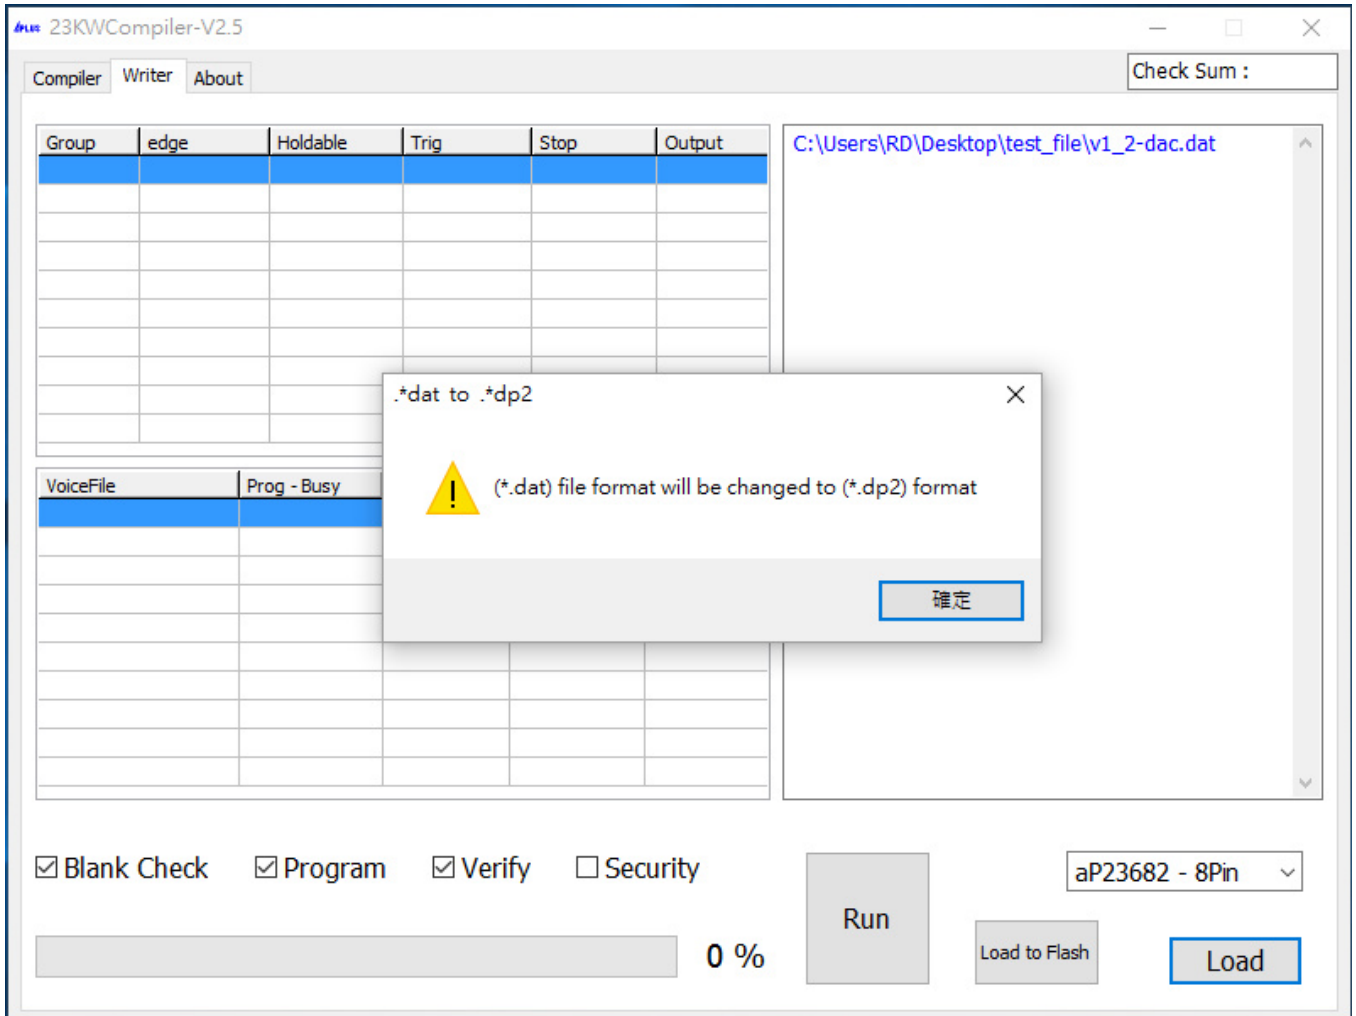 APLUS 23KWCompiler-V2.5
Compiler Writer About
Check Sum :
Group edge Holdable Trig Stop Output
C:\Users\RD\Desktop\test_file\v1_2-dac.dat
.*dat to .*dp2
(*.dat) file format will be changed to (*.dp2) format
確定
VoiceFile Prog - Busy
Blank Check Program Verify Security
Run
aP23682 - 8Pin
0 %
Load to Flash
Load